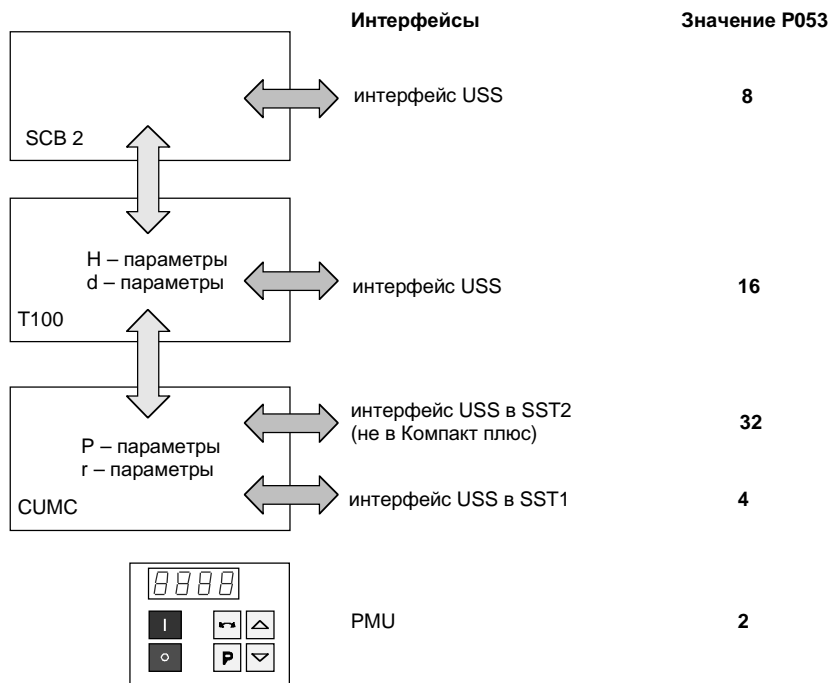 Интерфейсы Значение P053
интерфейс USS 8
SCB 2
H – параметры
d – параметры
интерфейс USS 16
T100
интерфейс USS в SST2
(не в Компакт плюс) 32
P – параметры
r – параметры
интерфейс USS в SST1 4
CUMC
8888
I
PMU 2
O P